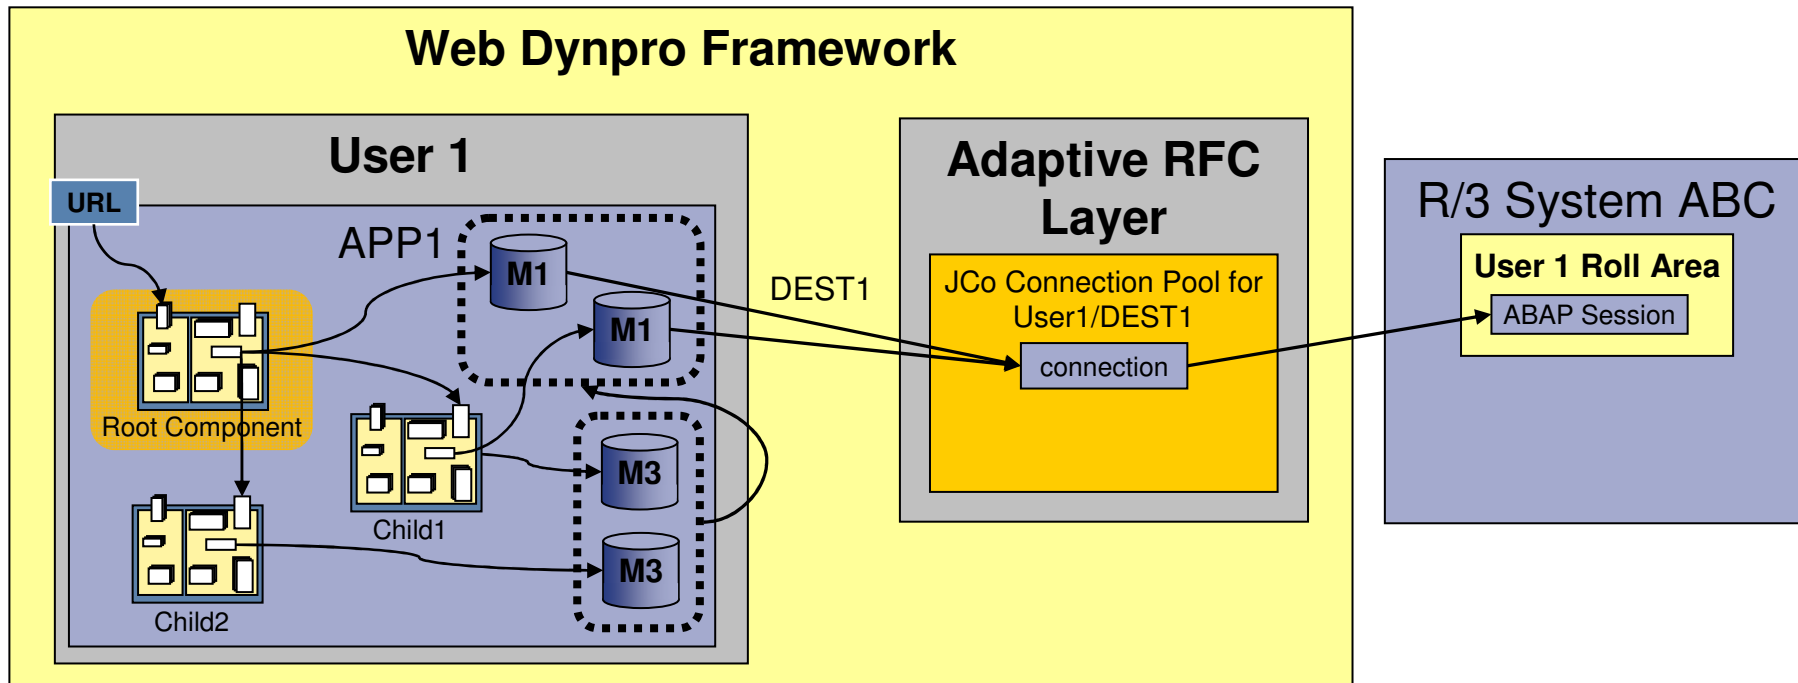 Web Dynpro Framework
User 1
URL
APP1
M1
M1
Root Component
Child1
M3
M3
Child2
DEST1
Adaptive RFC
Layer
JCo Connection Pool for
User1/DEST1
connection
R/3 System ABC
User 1 Roll Area
ABAP Session